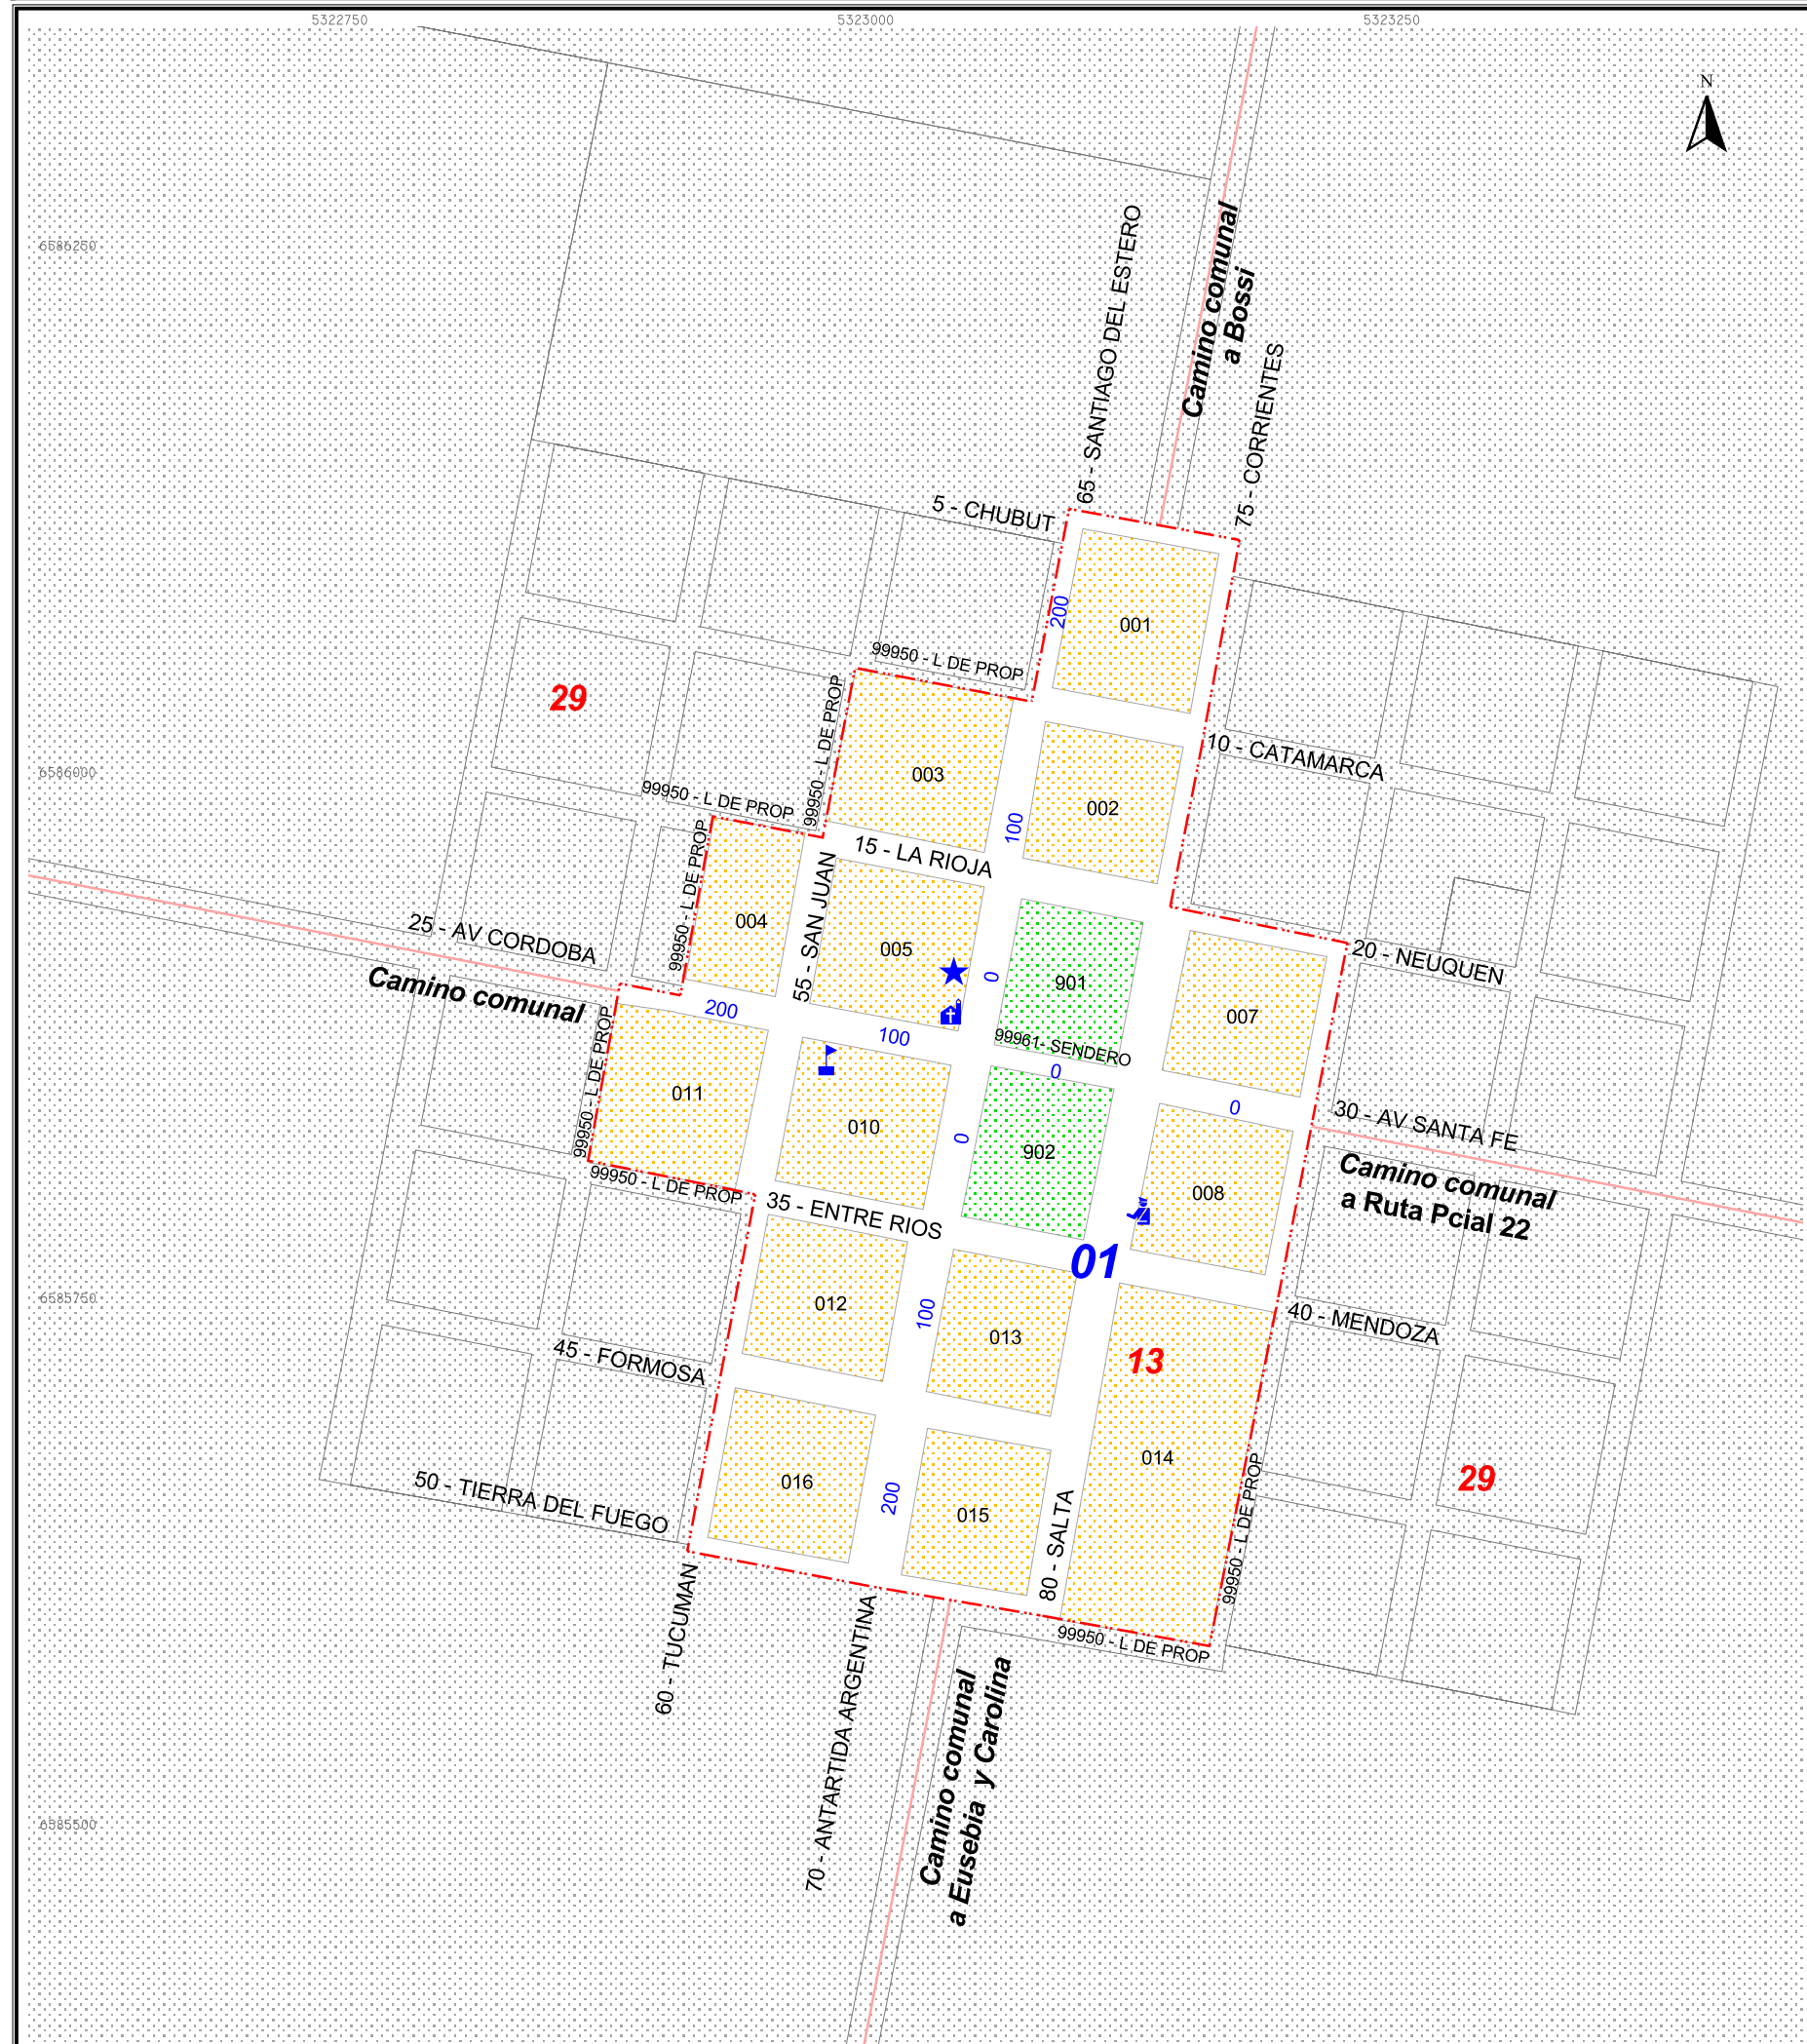 5322750
5323000
5323250
N
6586250
6586000
5585750
6585500
65 - SANTIAGO DEL ESTERO
Camino comunal
a Bossi
75 - CORRIENTES
5 - CHUBUT
200
001
99950 - L DE PROP
29
99950 - L DE PROP
003
002
100
10 - CATAMARCA
99950 - L DE PROP
15 - LA RIOJA
99950 - L DE PROP
004
55 - SAN JUAN
005
0
901
007
20 - NEUQUEN
25 - AV CORDOBA
Camino comunal
200
100
99961- SENDERO
0
0
99950 - L DE PROP
011
010
0
902
008
30 - AV SANTA FE
Camino comunal
a Ruta Pcial 22
99950 - L DE PROP
35 - ENTRE RIOS
01
012
100
013
13
40 - MENDOZA
45 - FORMOSA
014
29
50 - TIERRA DEL FUEGO
016
200
015
80 - SALTA
99950 - L DE PROP
60 - TUCUMAN
70 - ANTARTIDA ARGENTINA
99950 - L DE PROP
Camino comunal
a Eusebia y Carolina